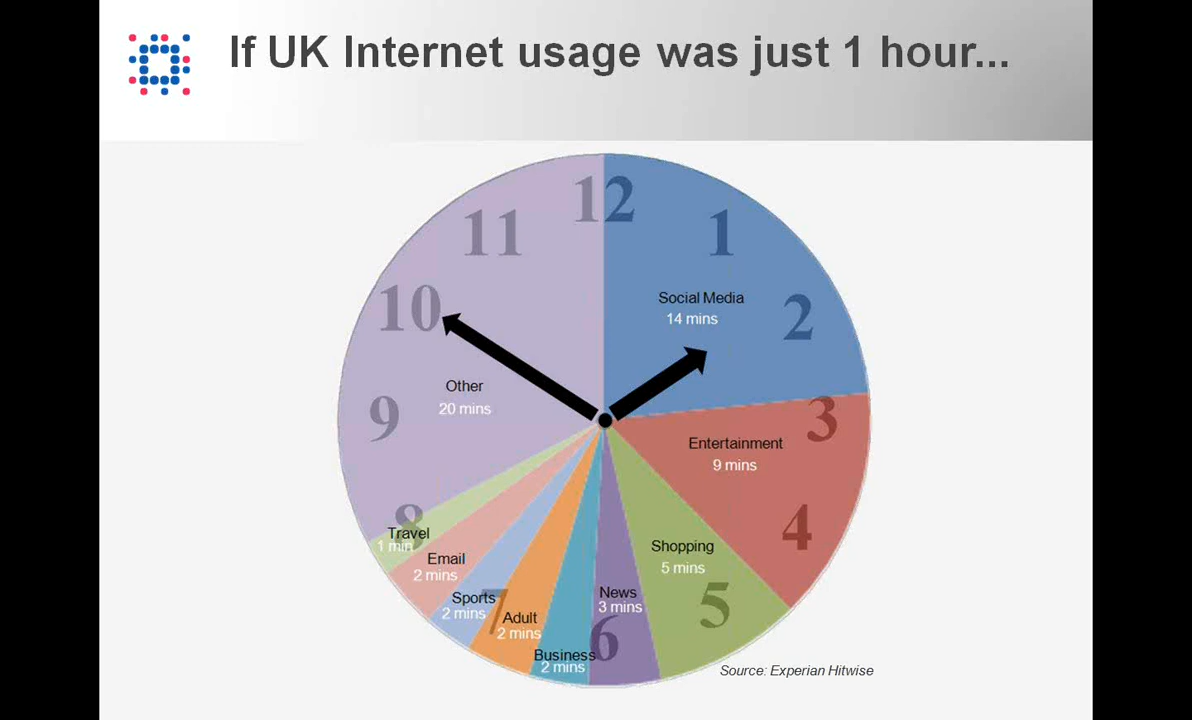 If UK Internet usage was just 1 hour...
12
11
1
10
2
Social Media
14 mins
Other
20 mins
9
3
Entertainment
9 mins
8
4
Travel
1 min
Email
2 mins
Shopping
5 mins
Sports
2 mins
7
Adult
2 mins
News
3 mins
5
Business
2 mins
6
Source: Experian Hitwise